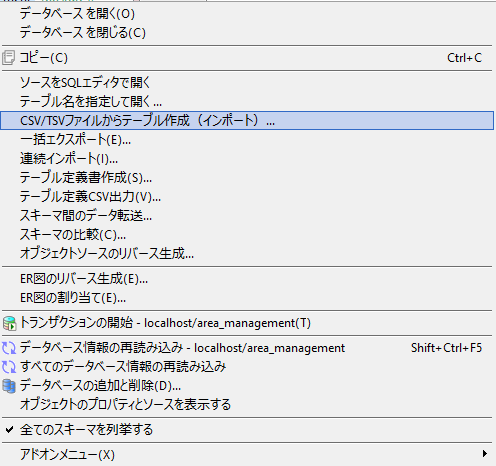 データベースを開く(O)
データベースを閉じる(C)
コピー(C) Ctrl+C
ソースをSQLエディタで開く
テーブル名を指定して開く...
CSV/TSVファイルからテーブル作成（インポート）...
一括エクスポート(E)...
連続インポート(I)...
テーブル定義書作成(S)...
テーブル定義CSV出力(V)...
スキーマ間のデータ転送...
スキーマの比較(C)...
オブジェクトソースのリバース生成...
ER図のリバース生成(E)...
ER図の割り当て(E)...
トランザクションの開始 - localhost/area_management(T)
データベース情報の再読み込み - localhost/area_management Shift+Ctrl+F5
すべてのデータベース情報の再読み込み
データベースの追加と削除(D)...
オブジェクトのプロパティとソースを表示する
全てのスキーマを列挙する
アドオンメニュー(X)